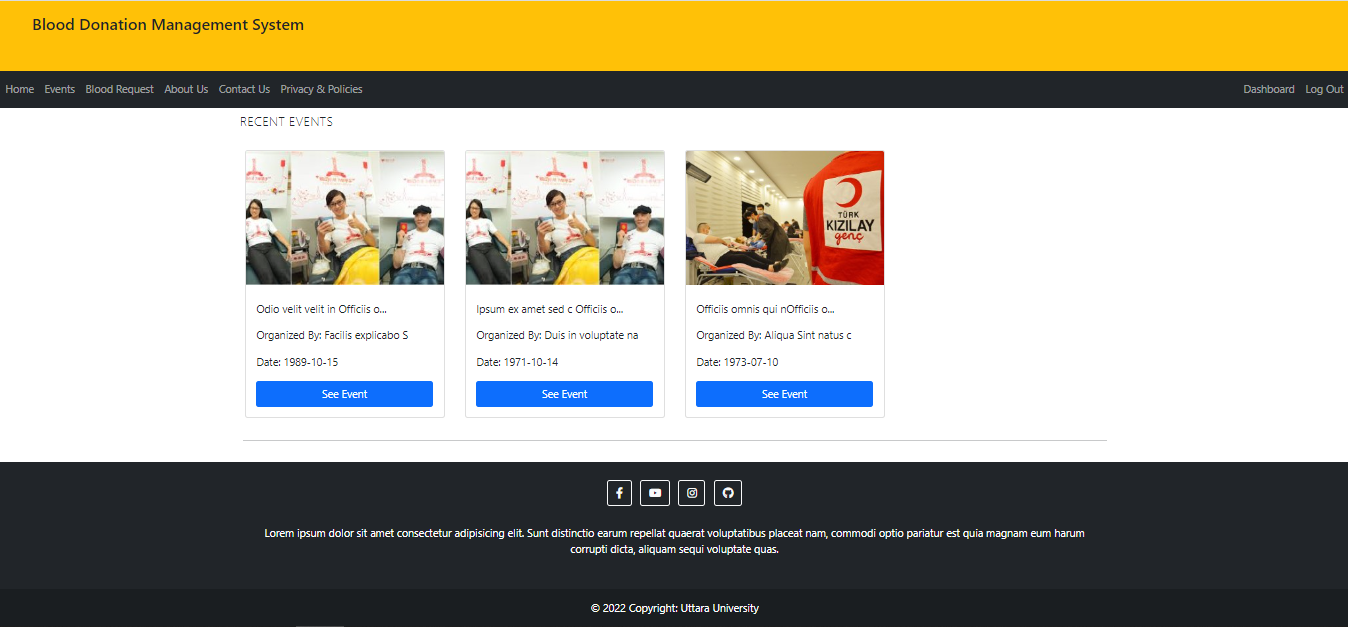 Blood Donation Management System
Home Events Blood Request About Us Contact Us Privacy & Policies Dashboard Log Out
RECENT EVENTS
TÜRK
KIZILAY
genç
Odio velit velit in Officiis o...
Organized By: Facilis explicabo S
Date: 1989-10-15
See Event
Ipsum ex amet sed c Officiis o...
Organized By: Duis in voluptate na
Date: 1971-10-14
See Event
Officiis omnis qui nOfficiis o...
Organized By: Aliqua Sint natus c
Date: 1973-07-10
See Event
Lorem ipsum dolor sit amet consectetur adipisicing elit. Sunt distinctio earum repellat quaerat voluptatibus placeat nam, commodi optio pariatur est quia magnam eum harum
corrupti dicta, aliquam sequi voluptate quas.
© 2022 Copyright: Uttara University